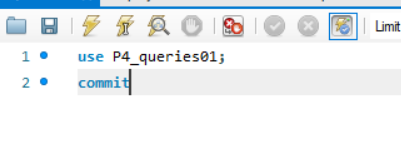 Limit
1 use P4_queries01;
2 commit